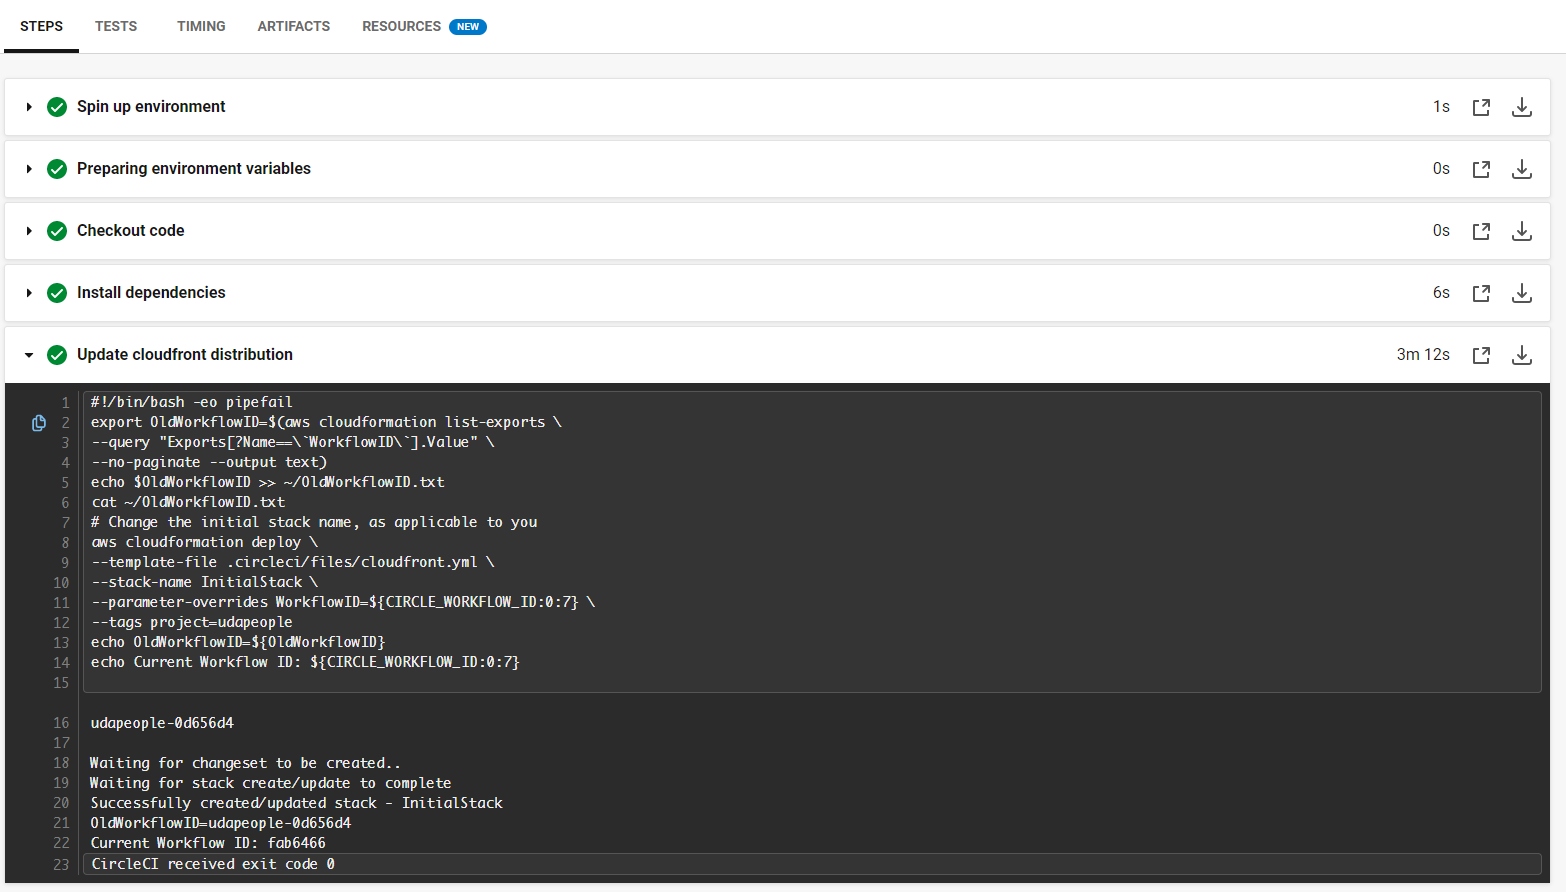 STEPS TESTS TIMING ARTIFACTS RESOURCES NEW
Spin up environment 1s
Preparing environment variables 0s
Checkout code 0s
Install dependencies 6s
Update cloudfront distribution 3m 12s
1 #!/bin/bash -eo pipefail
2 export OldWorkflowID=$(aws cloudformation list-exports \
3 --query "Exports[?Name==\`WorkflowID\`].Value" \
4 --no-paginate --output text)
5 echo $OldWorkflowID >> ~/OldWorkflowID.txt
6 cat ~/OldWorkflowID.txt
7 # Change the initial stack name, as applicable to you
8 aws cloudformation deploy \
9 --template-file .circleci/files/cloudfront.yml \
10 --stack-name InitialStack \
11 --parameter-overrides WorkflowID=${CIRCLE_WORKFLOW_ID:0:7} \
12 --tags project=udapeople
13 echo OldWorkflowID=${OldWorkflowID}
14 echo Current Workflow ID: ${CIRCLE_WORKFLOW_ID:0:7}
15
16 udapeople-0d656d4
17
18 Waiting for changeset to be created..
19 Waiting for stack create/update to complete
20 Successfully created/updated stack - InitialStack
21 OldWorkflowID=udapeople-0d656d4
22 Current Workflow ID: fab6466
23 CircleCI received exit code 0